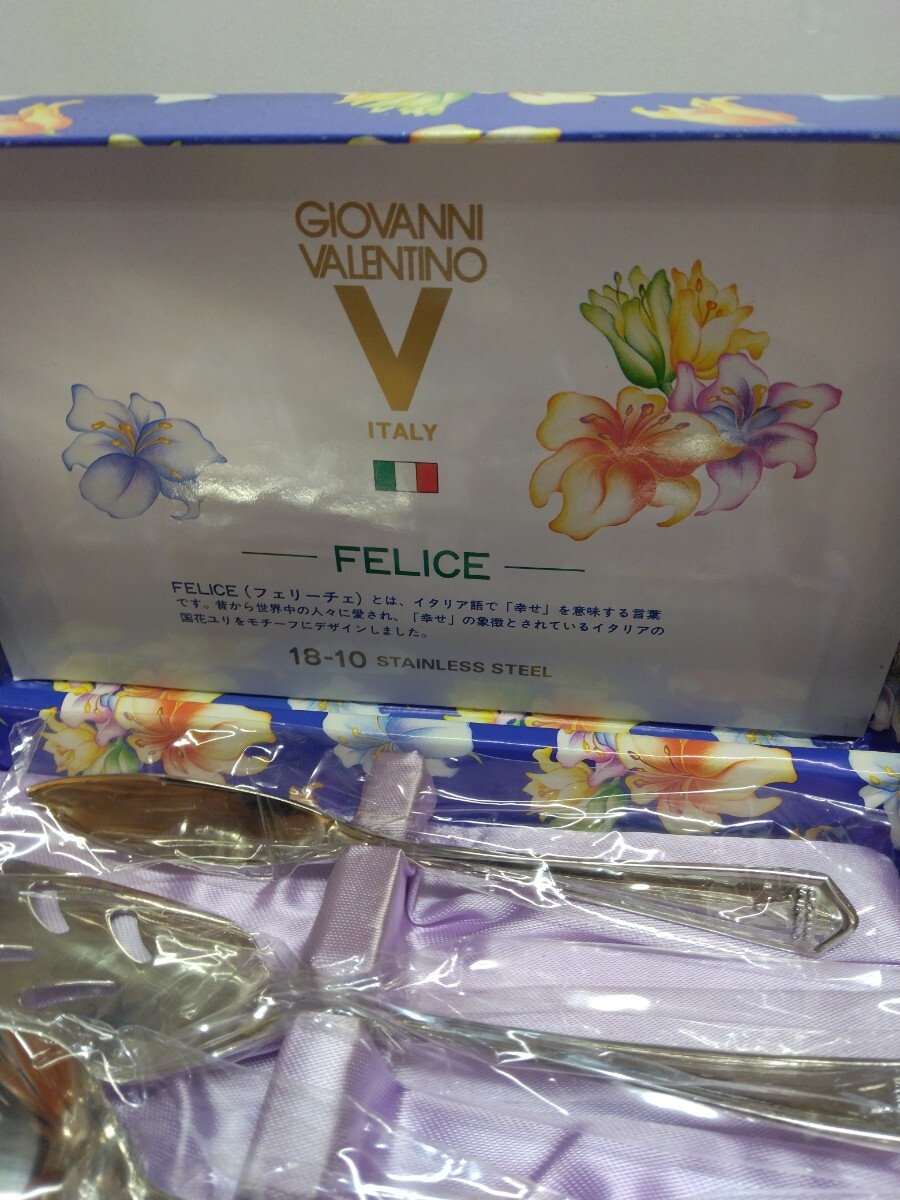 GIOVANNI
VALENTINO
V
ITALY
FELICE
FELICE(フェリーチェ)とは、イタリア語で「幸せ」を意味する言葉
です。昔から世界中の人々に愛され、「幸せ」の象徴とされているイタリアの
国花ユリをモチーフにデザインしました。
18-10 STAINLESS STEEL